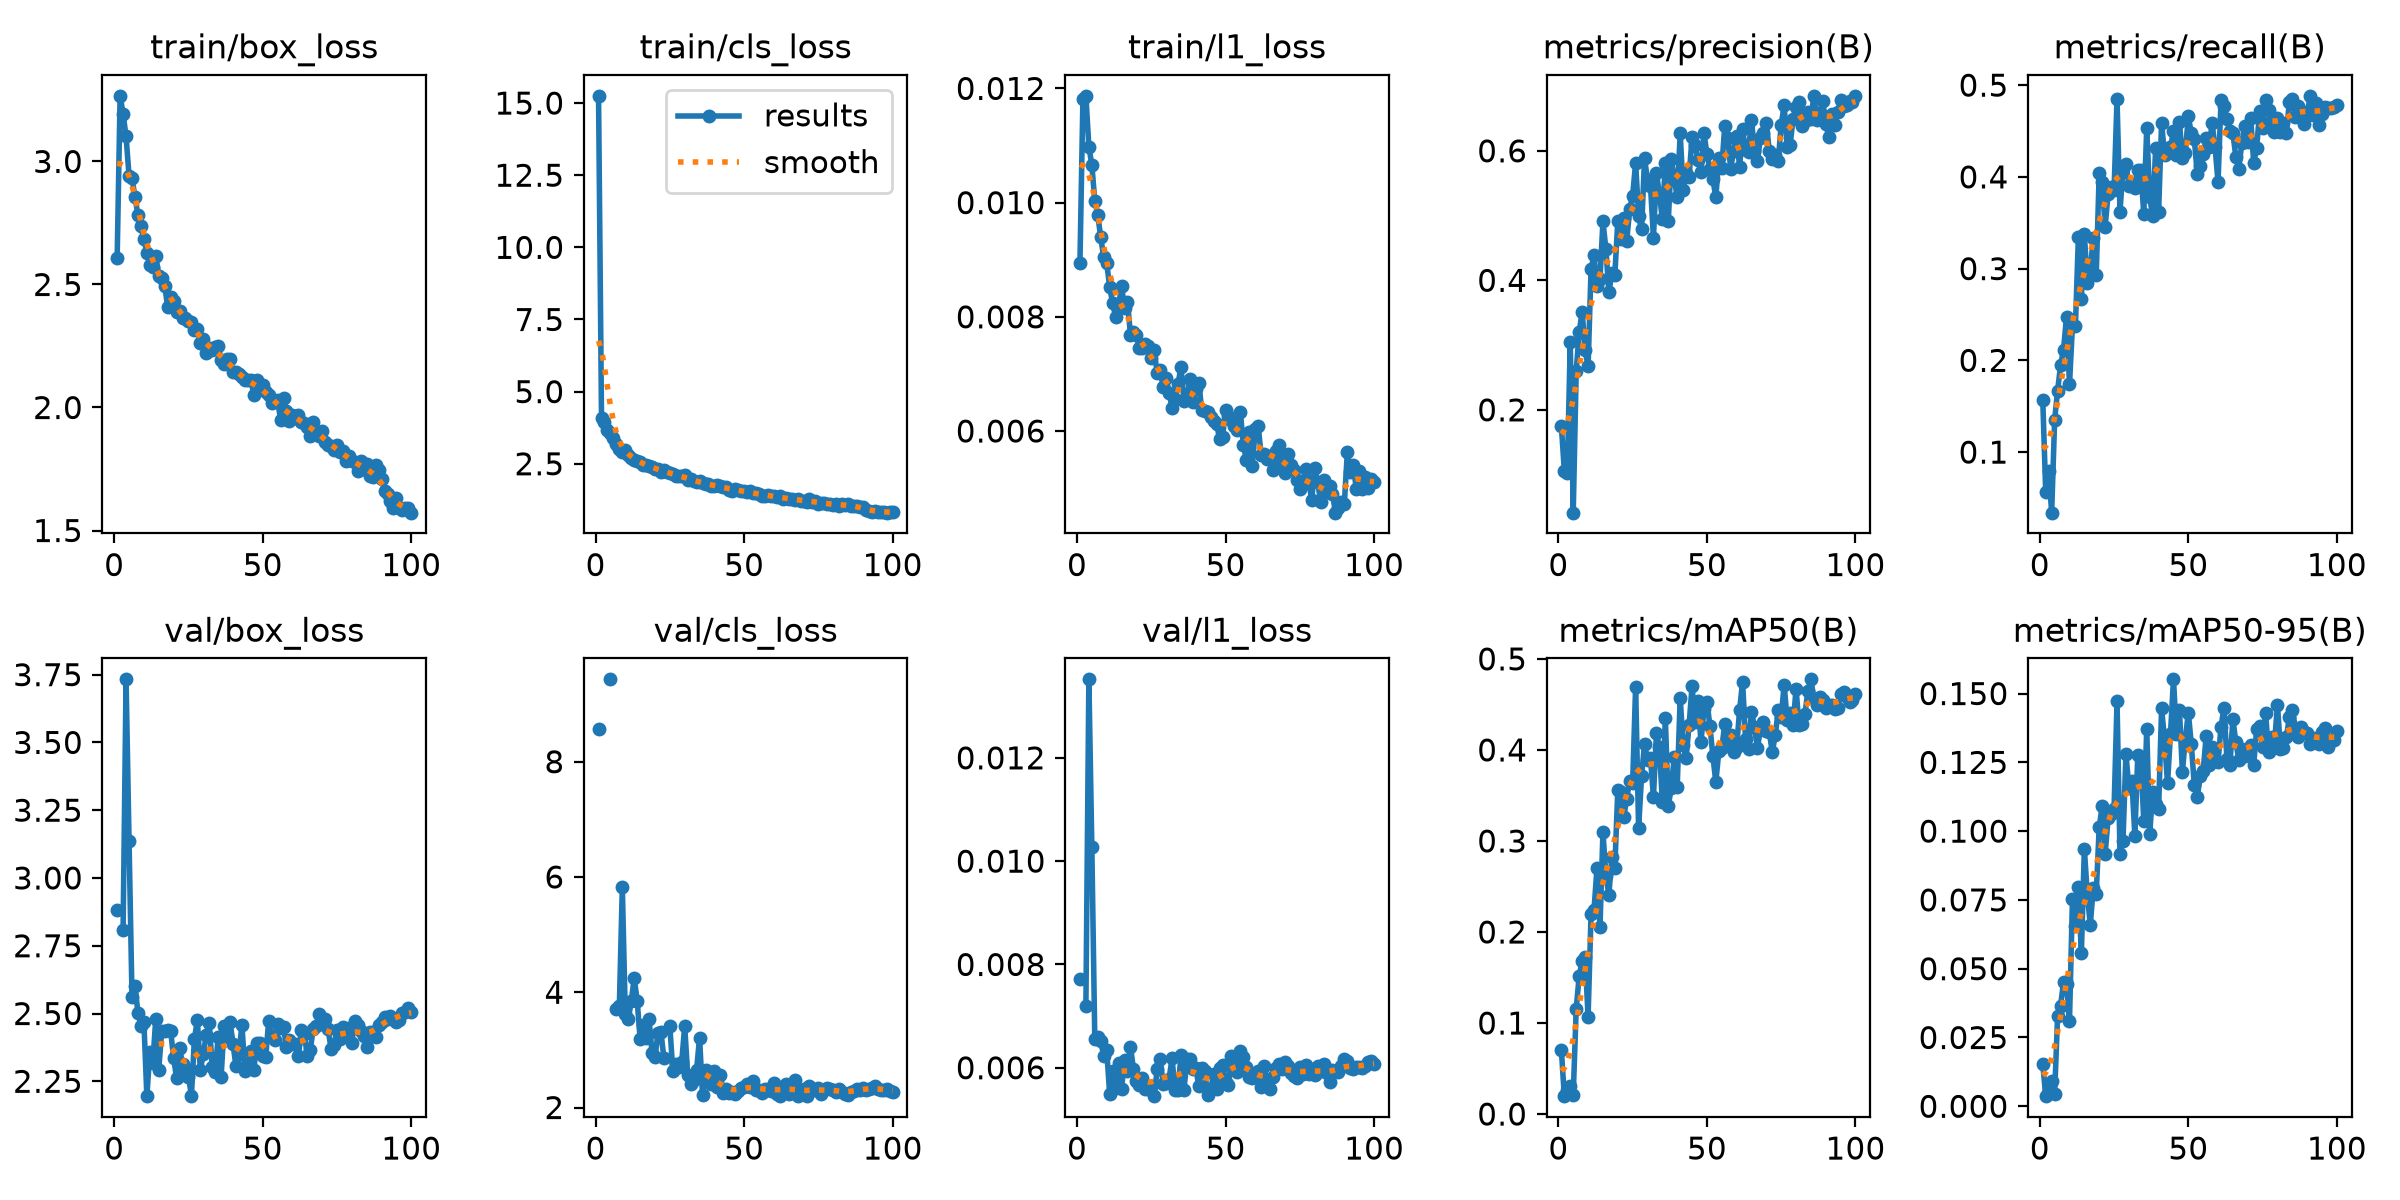 train/box_loss
3.0
2.5
2.0
1.5
0 50 100
train/cls_loss
15.0
12.5
10.0
7.5
5.0
2.5
results
smooth
0 50 100
train/l1_loss
0.012
0.010
0.008
0.006
0 50 100
metrics/precision(B)
0.6
0.4
0.2
0 50 100
metrics/recall(B)
0.5
0.4
0.3
0.2
0.1
0 50 100
val/box_loss
3.75
3.50
3.25
3.00
2.75
2.50
2.25
0 50 100
val/cls_loss
8
6
4
2
0 50 100
val/l1_loss
0.012
0.010
0.008
0.006
0 50 100
metrics/mAP50(B)
0.5
0.4
0.3
0.2
0.1
0.0
0 50 100
metrics/mAP50-95(B)
0.150
0.125
0.100
0.075
0.050
0.025
0.000
0 50 100